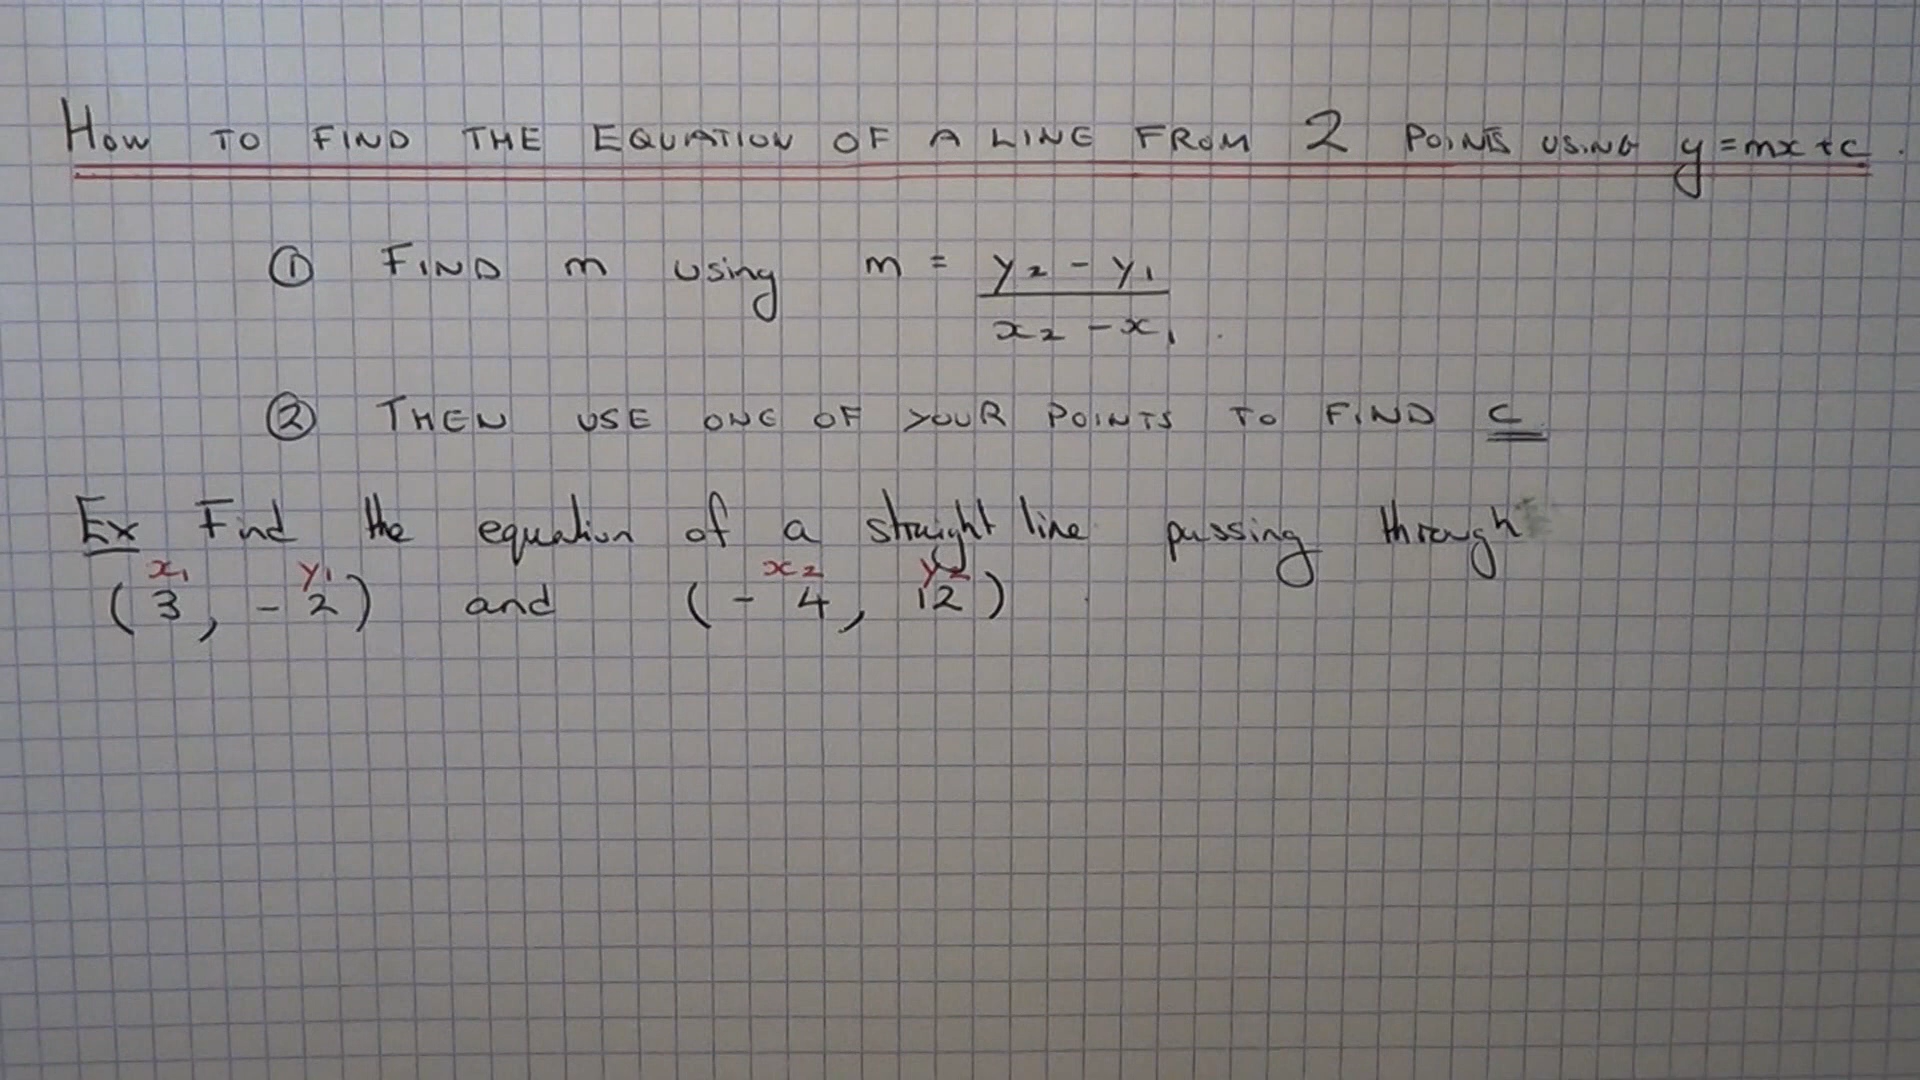 How TO FIND THE EQUATION OF A LINE FROM 2 POINTS USING y = mx + c.
① FIND m using m = y₂ - y₁
x₂ - x₁.
② THEN USE ONE OF YOUR POINTS TO FIND c
Ex Find the equation of a straight line passing through
x₁ y₁ x₂ y₂
(3, -2) and (-4, 12)